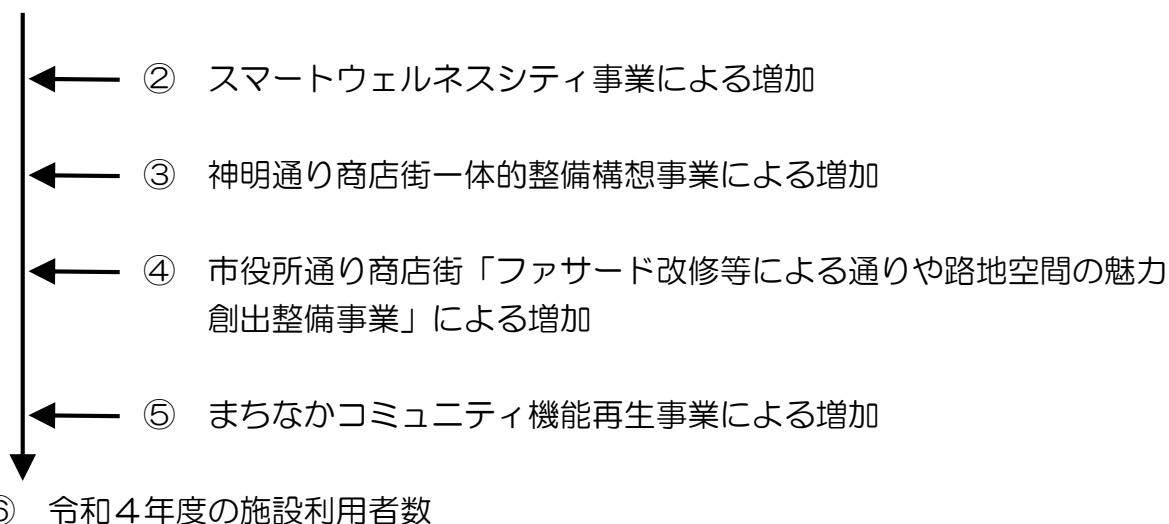 ② スマートウェルネスシティ事業による増加
③ 神明通り商店街一体的整備構想事業による増加
④ 市役所通り商店街「ファサード改修等による通りや路地空間の魅力
創出整備事業」による増加
⑤ まちなかコミュニティ機能再生事業による増加
⑥ 令和４年度の施設利用者数